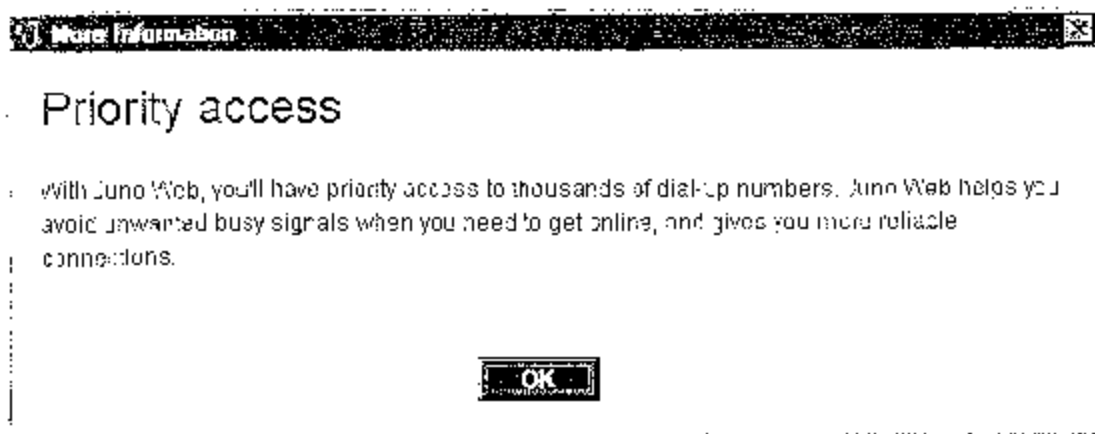 More Information
Priority access
With Juno Web, you'll have priority access to thousands of dial-up numbers. Juno Web helps you
avoid unwanted busy signals when you need to get online, and gives you more reliable
connections.
OK